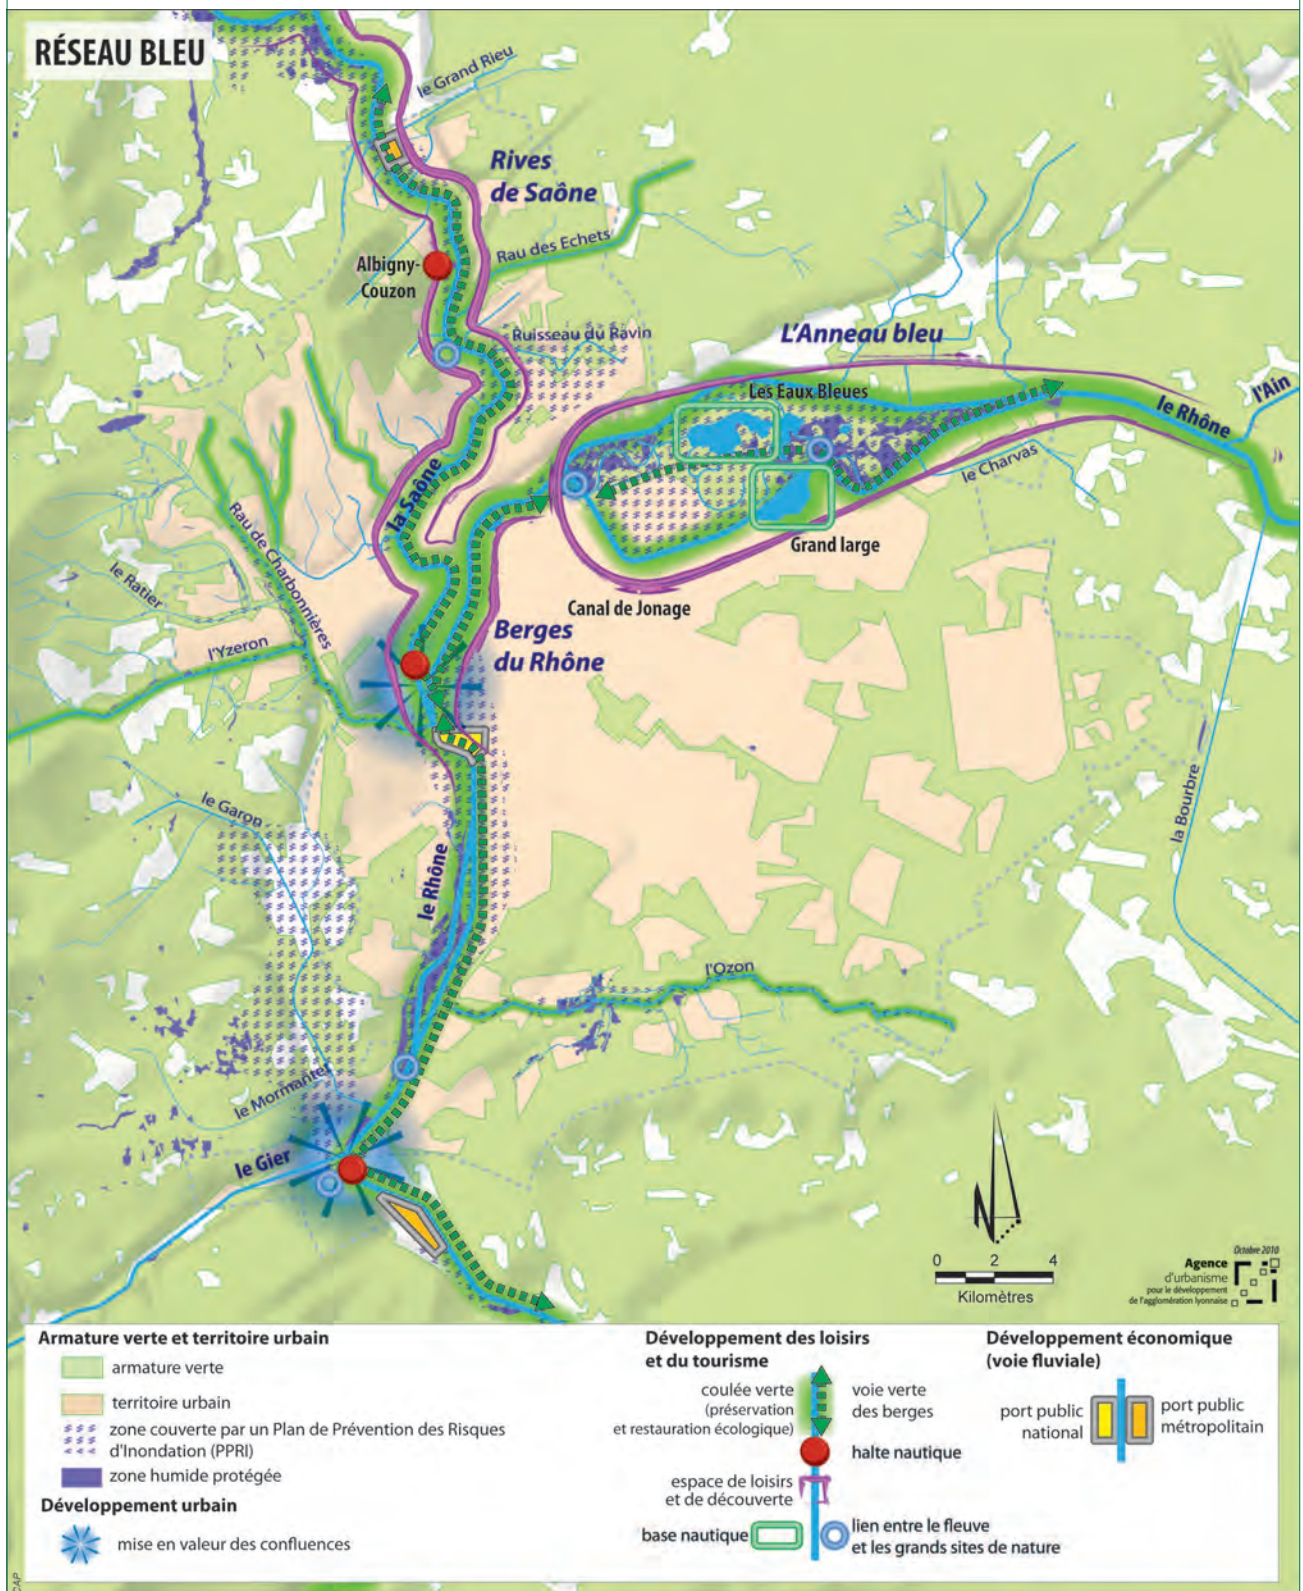 RÉSEAU BLEU
le Grand Rieu
Rives
de Saône
Rau des Echets
Albigny-
Couzon
Ruisseau du Ravin
L'Anneau bleu
Les Eaux Bleues
l'Ain
le Rhône
le Charvas
la Saône
Grand large
Rau de Charbonnières
le Ratier
Canal de Jonage
l'Yzeron
Berges
du Rhône
la Bourbre
le Garon
le Rhône
l'Ozon
le Mormantet
le Gier
N
0 2 4
Kilomètres
Octobre 2010
Agence
d'urbanisme
pour le développement
de l'agglomération lyonnaise
Armature verte et territoire urbain
armature verte
territoire urbain
zone couverte par un Plan de Prévention des Risques
d'Inondation (PPRI)
zone humide protégée
Développement urbain
mise en valeur des confluences
Développement des loisirs
et du tourisme
coulée verte
(préservation
et restauration écologique)
voie verte
des berges
halte nautique
espace de loisirs
et de découverte
base nautique
lien entre le fleuve
et les grands sites de nature
Développement économique
(voie fluviale)
port public
national
port public
métropolitain
CAP